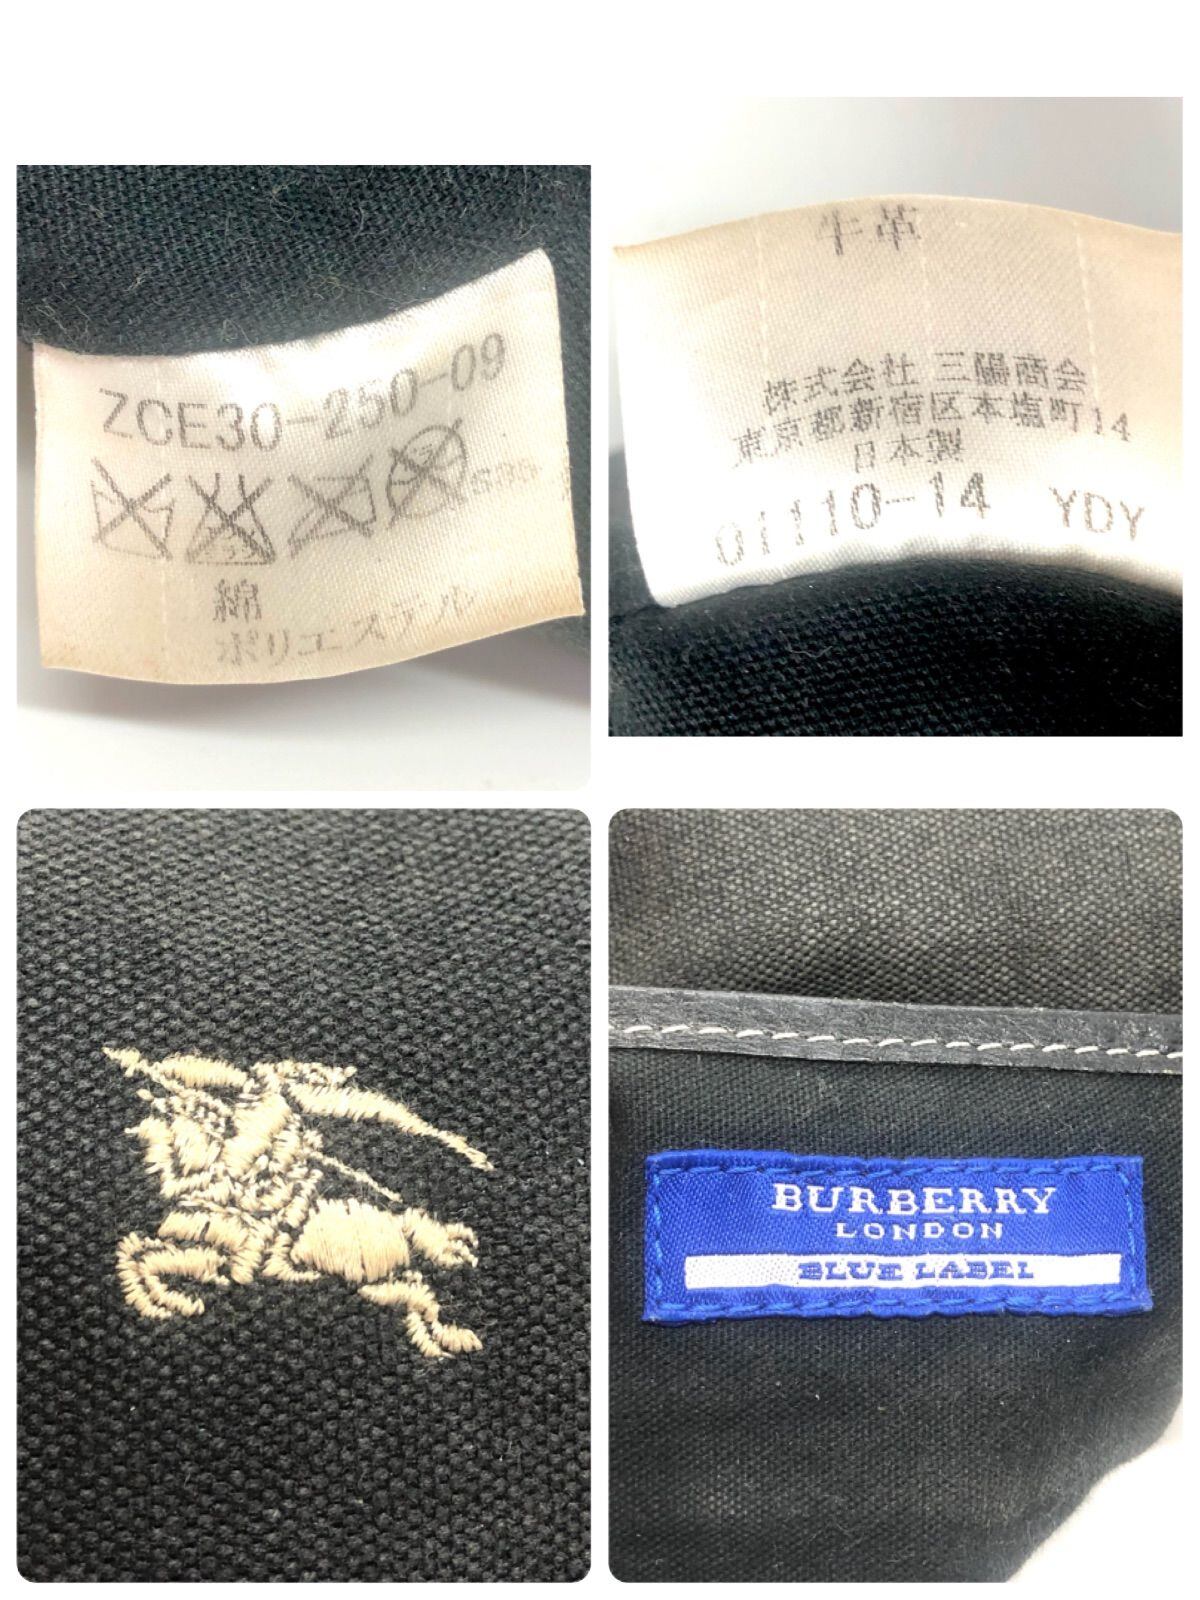 ZCE30-250-09
綿
ポリエステル
牛革
株式会社 三陽商会
東京都新宿区本塩町14
日本製
01110-14 YDY
BURBERRY
LONDON
BLUE LABEL